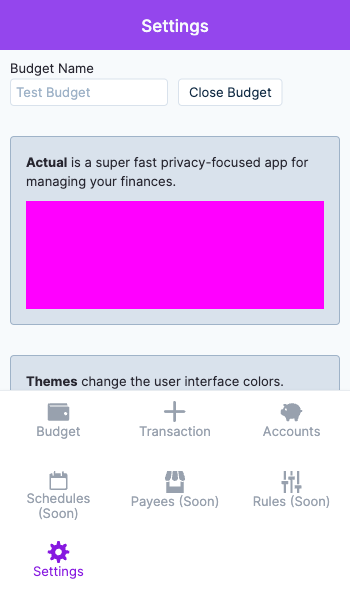 Settings
Budget Name
Test Budget
Close Budget
Actual is a super fast privacy-focused app for
managing your finances.
Themes change the user interface colors.
Budget
Transaction
Accounts
Schedules
(Soon)
Payees (Soon)
Rules (Soon)
Settings